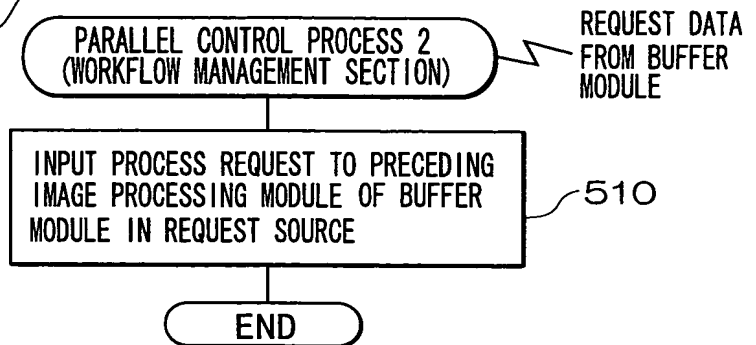 PARALLEL CONTROL PROCESS 2
(WORKFLOW MANAGEMENT SECTION)
REQUEST DATA
FROM BUFFER
MODULE
INPUT PROCESS REQUEST TO PRECEDING
IMAGE PROCESSING MODULE OF BUFFER
MODULE IN REQUEST SOURCE
510
END